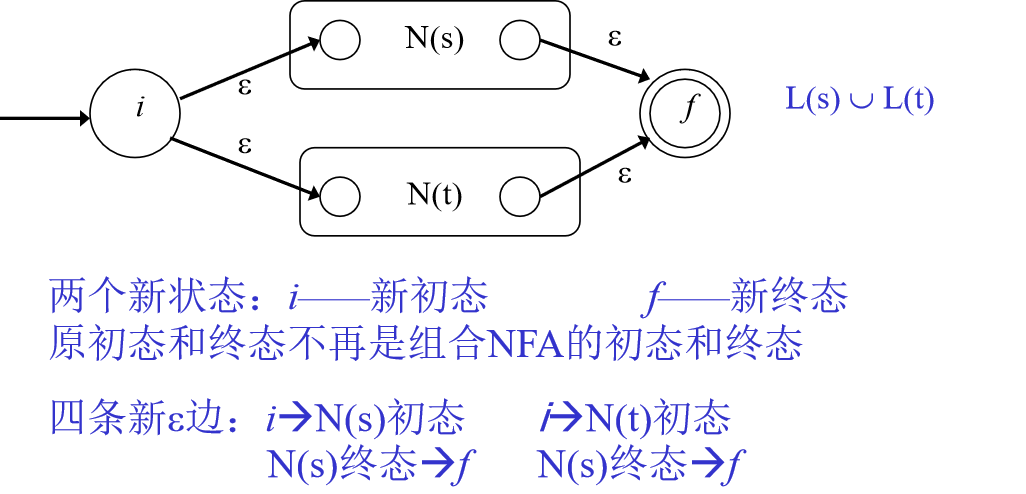 N(s)
ε
i
ε
f
L(s) ∪ L(t)
ε
N(t)
ε
两个新状态：i——新初态 f——新终态
原初态和终态不再是组合NFA的初态和终态
四条新ε边：i→N(s)初态 i→N(t)初态
N(s)终态→f N(s)终态→f